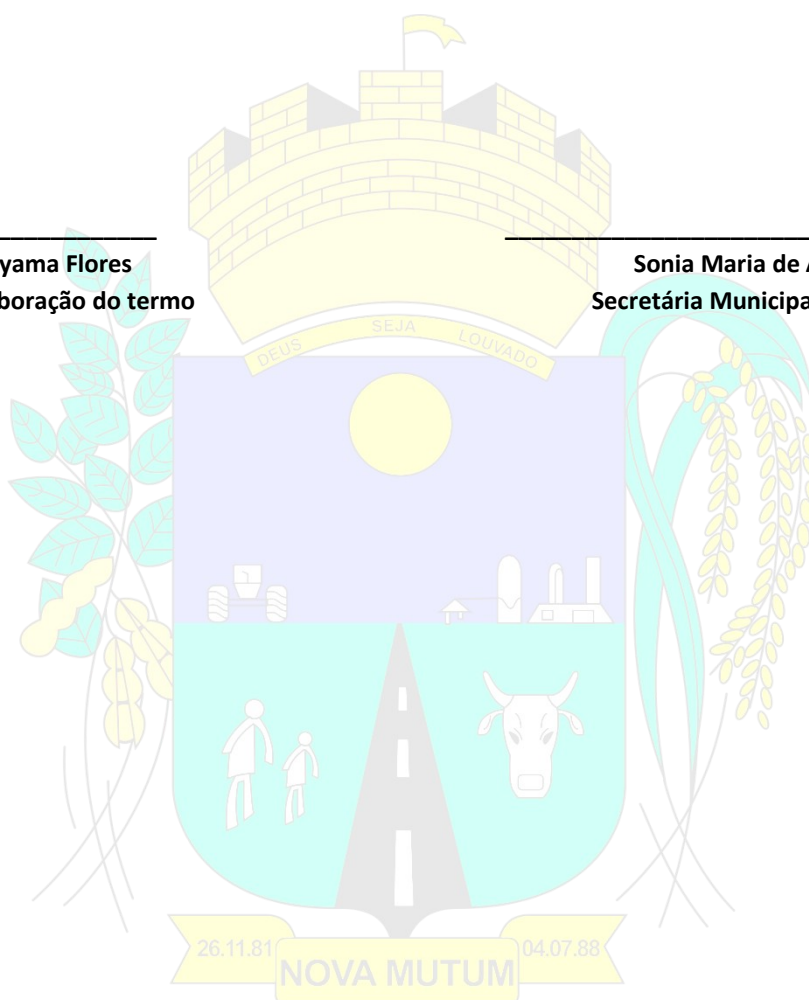 yama Flores
boração do termo
Sonia Maria de
Secretária Municipa
DEUS SEJA LOUVADO
26.11.81
04.07.88
NOVA MUTUM